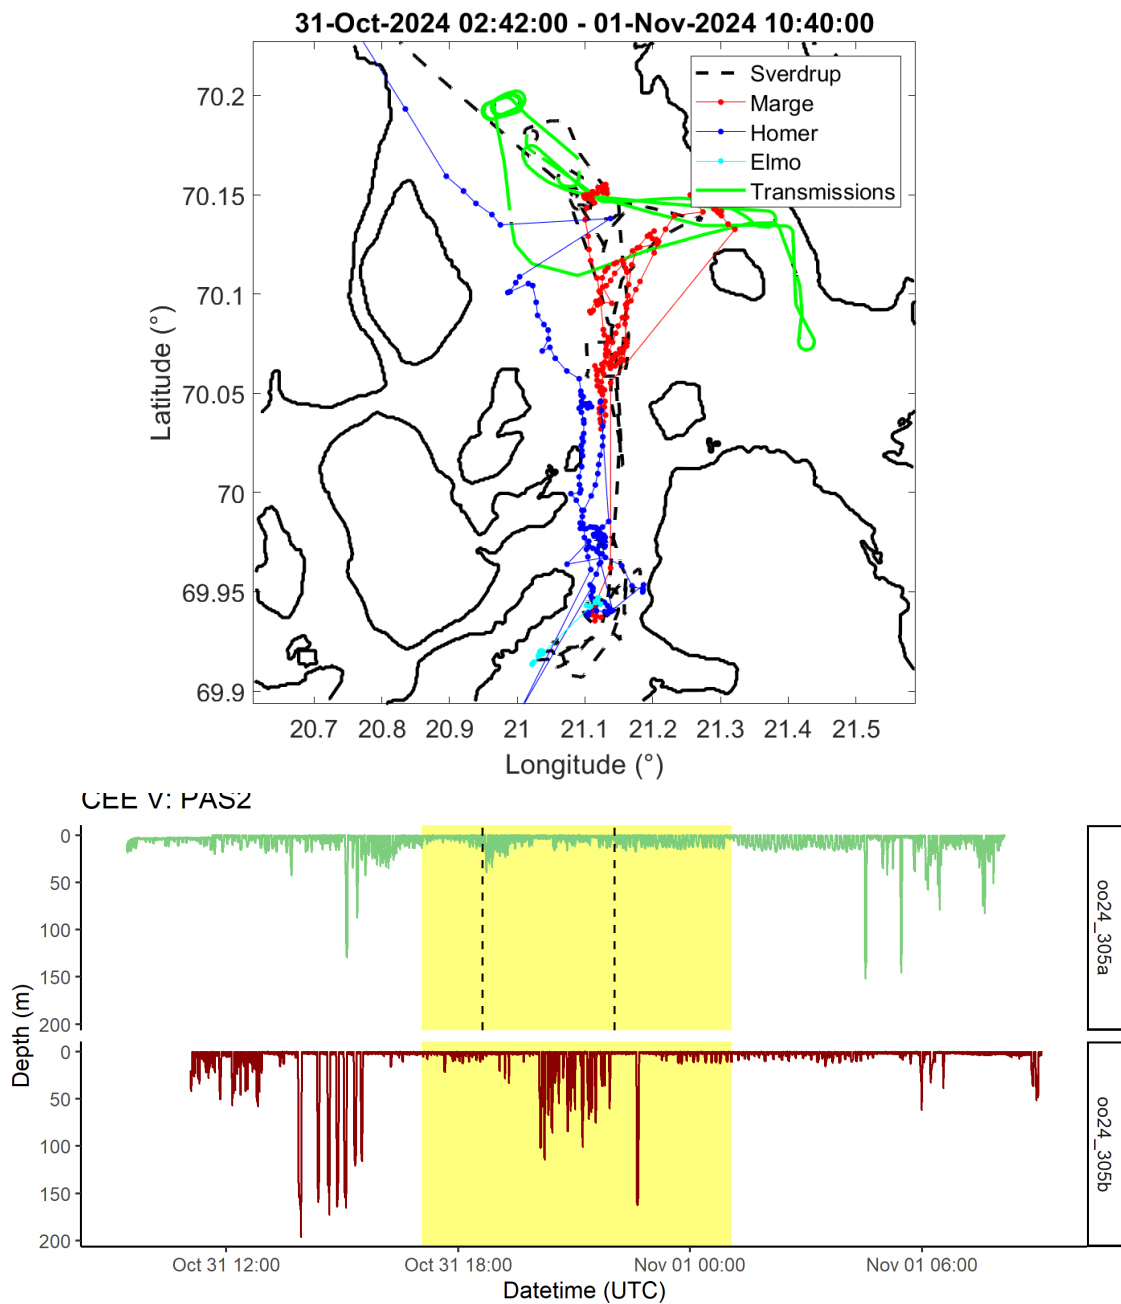 31-Oct-2024 02:42:00 - 01-Nov-2024 10:40:00
Sverdrup
Marge
Homer
Elmo
Transmissions
70.2
70.15
70.1
70.05
70
69.95
69.9
Latitude (°)
20.7 20.8 20.9 21 21.1 21.2 21.3 21.4 21.5
Longitude (°)
CEE V: PAS2
0
50
100
150
200
oo24_305a
Depth (m)
0
50
100
150
200
oo24_305b
Oct 31 12:00 Oct 31 18:00 Nov 01 00:00 Nov 01 06:00
Datetime (UTC)